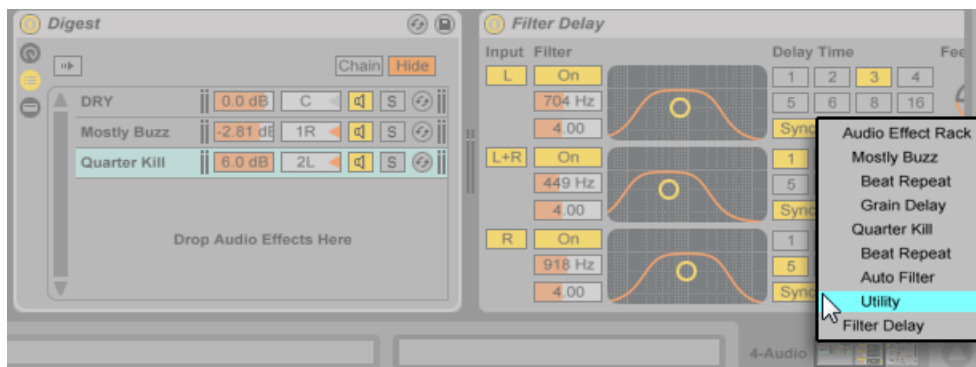 Digest
Chain Hide
DRY 0.0 dB C S
Mostly Buzz -2.81 dB 1R S
Quarter Kill 6.0 dB 2L S
Drop Audio Effects Here
Filter Delay
Input Filter Delay Time
L On 1 2 3 4
704 Hz 5 6 8 16
4.00
L+R On 1
449 Hz 5
4.00
R On 1
918 Hz 5
4.00
Audio Effect Rack
Mostly Buzz
Beat Repeat
Grain Delay
Quarter Kill
Beat Repeat
Auto Filter
Utility
Filter Delay
4-Audio